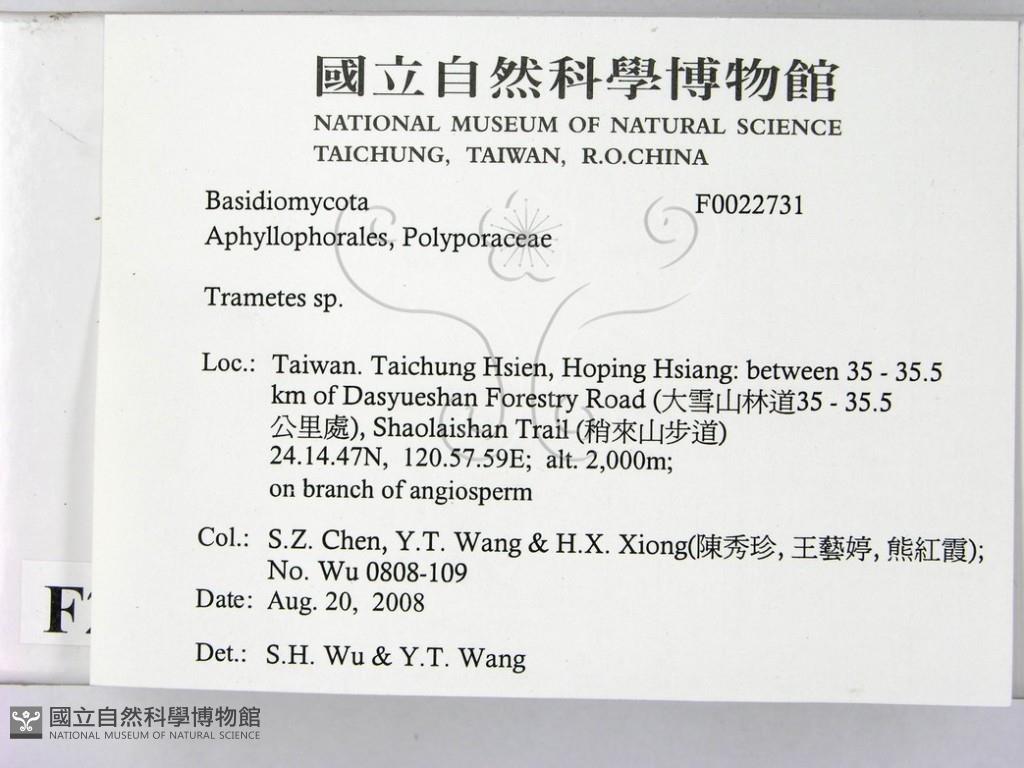 國立自然科學博物館
NATIONAL MUSEUM OF NATURAL SCIENCE
TAICHUNG, TAIWAN, R.O.CHINA
Basidiomycota F0022731
Aphyllophorales, Polyporaceae
Trametes sp.
Loc.: Taiwan. Taichung Hsien, Hoping Hsiang: between 35 - 35.5
km of Dasyueshan Forestry Road (大雪山林道35 - 35.5
公里處), Shaolaishan Trail (稍來山步道)
24.14.47N, 120.57.59E; alt. 2,000m;
on branch of angiosperm
Col.: S.Z. Chen, Y.T. Wang & H.X. Xiong(陳秀珍, 王藝婷, 熊紅霞);
No. Wu 0808-109
Date: Aug. 20, 2008
Det.: S.H. Wu & Y.T. Wang
國立自然科學博物館
NATIONAL MUSEUM OF NATURAL SCIENCE